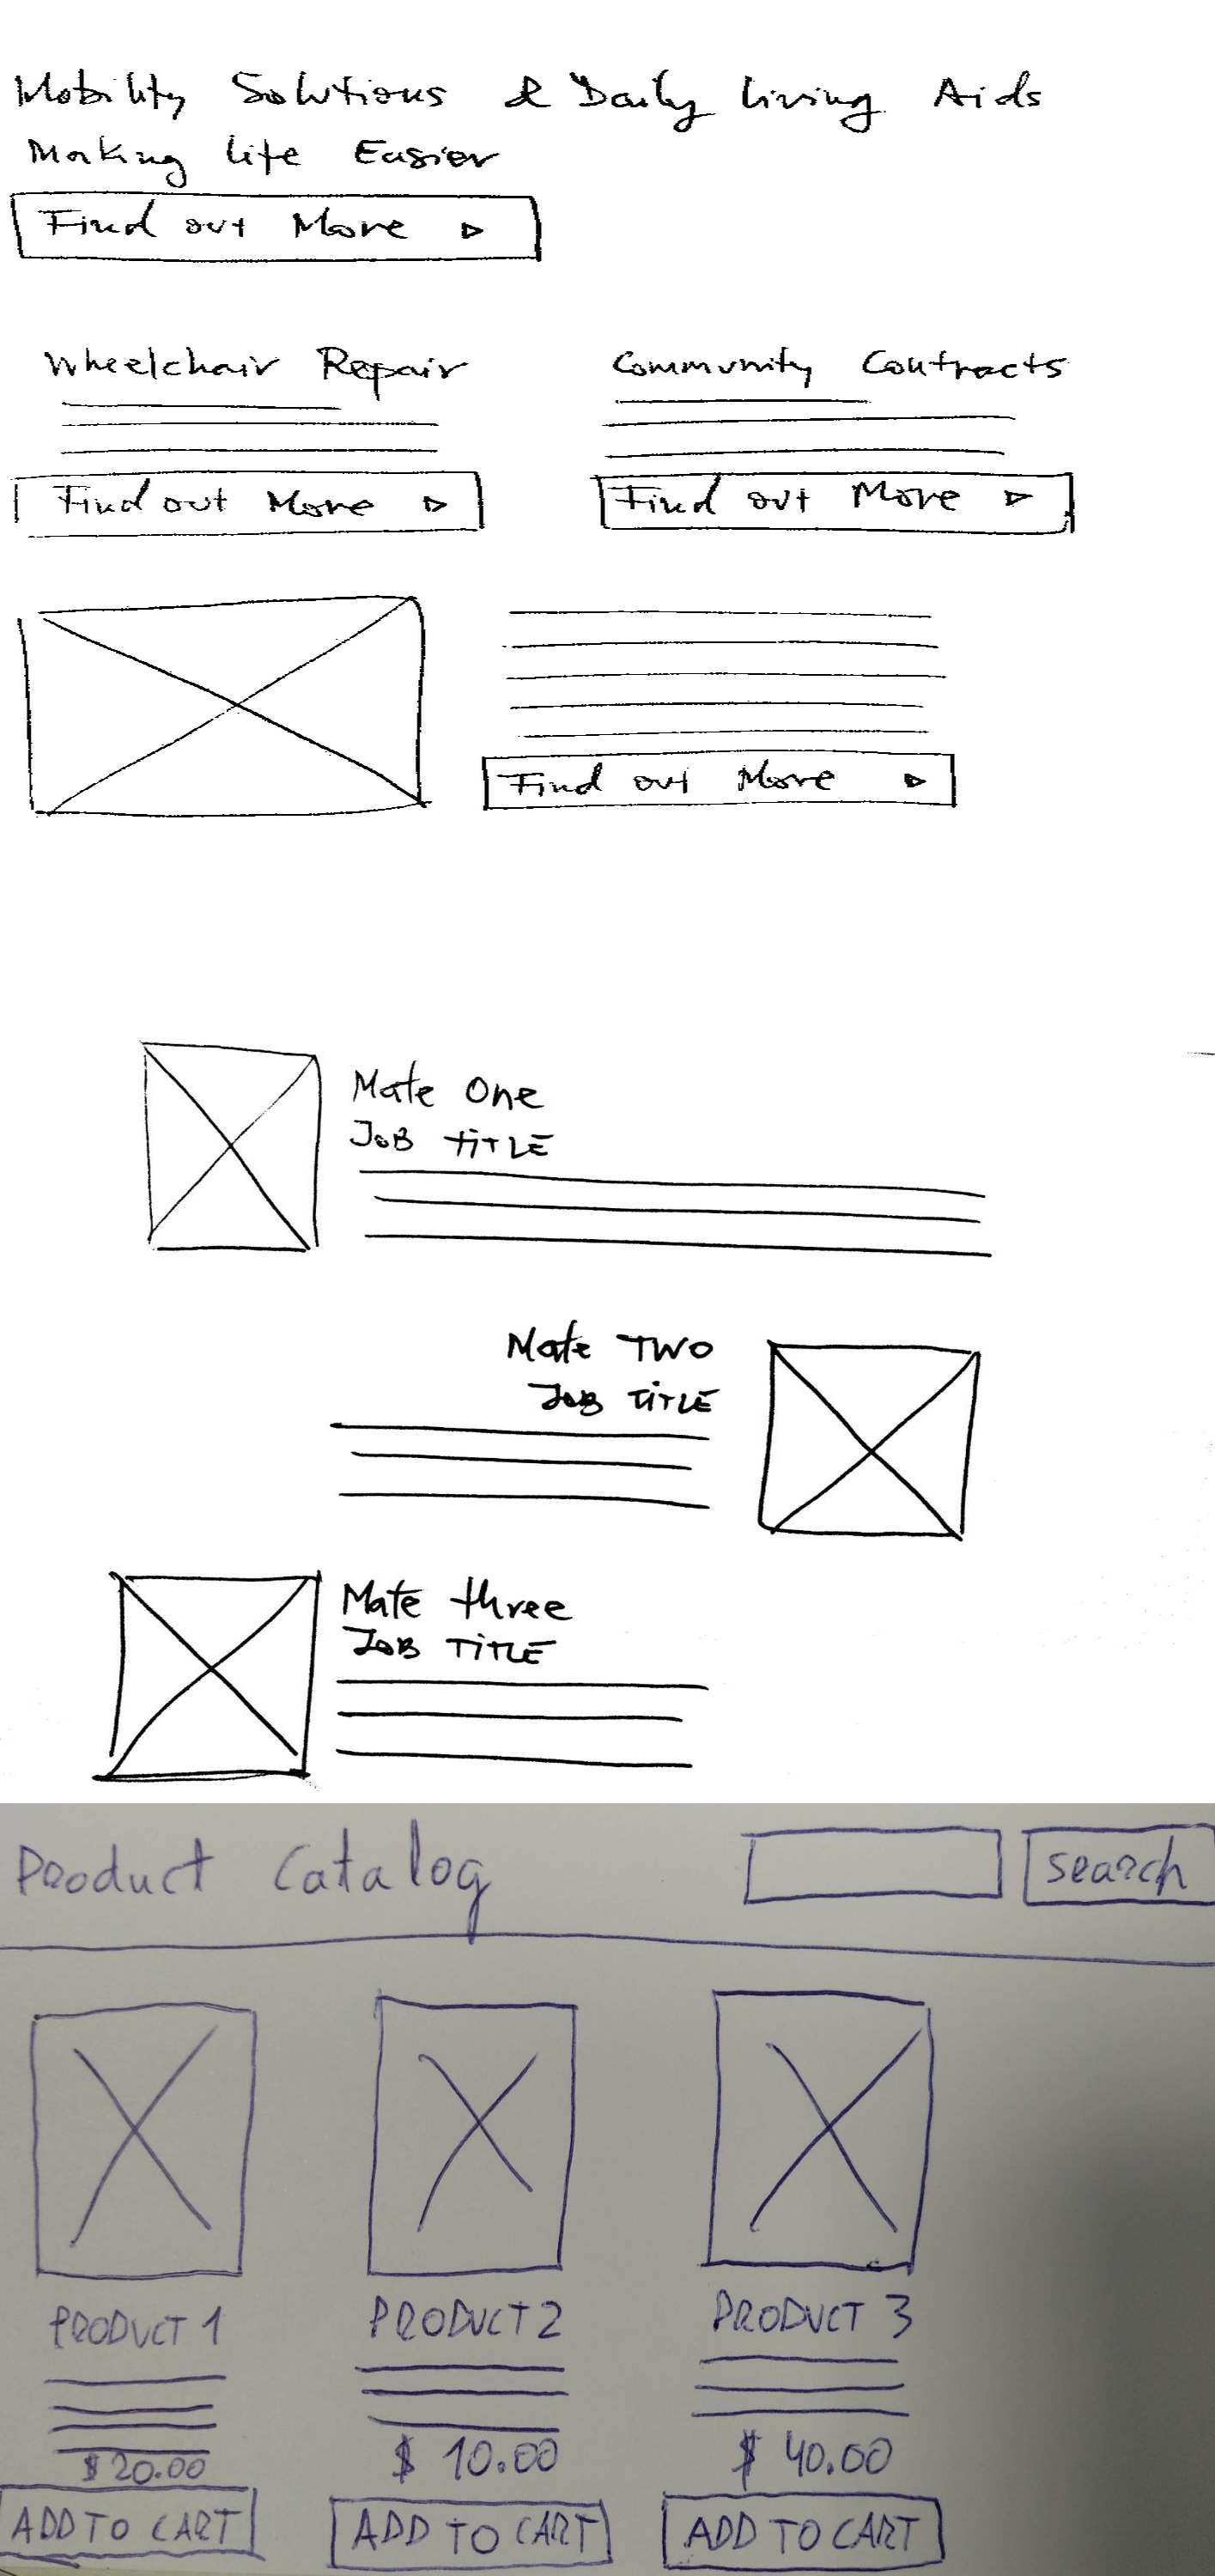 Mobility Solutions & Daily Living Aids
Making Life Easier
Find out More ▷
Wheelchair Repair
Community Contracts
Find out More ▷
Find out More ▷
Find out More ▷
Mate One
JOB TITLE
Mate TWO
JOB TITLE
Mate three
JOB TITLE
Product Catalog
search
PRODUCT 1
PRODUCT 2
PRODUCT 3
$20.00
$ 10.00
$ 40.00
ADD TO CART
ADD TO CART
ADD TO CART